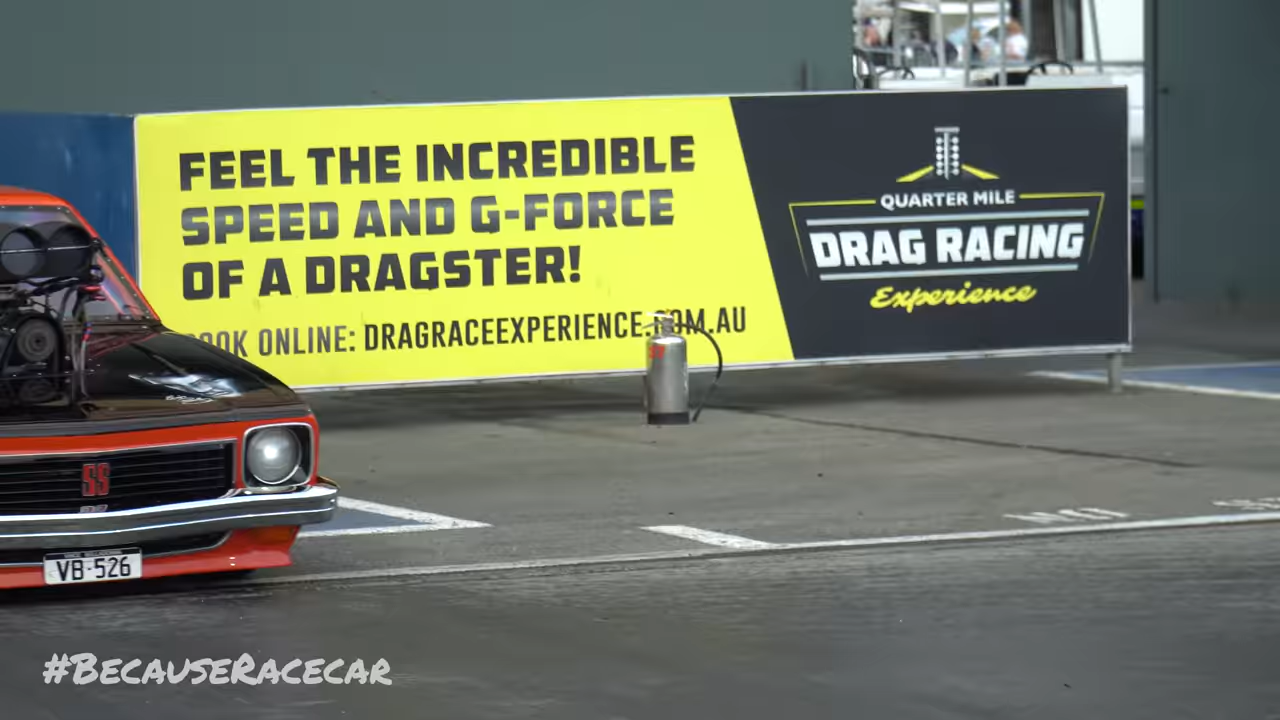 FEEL THE INCREDIBLE
SPEED AND G-FORCE
OF A DRAGSTER!
BOOK ONLINE: DRAGRACEEXPERIENCE.COM.AU
QUARTER MILE
DRAG RACING
Experience
SS
VB·526
#BecauseRacecar